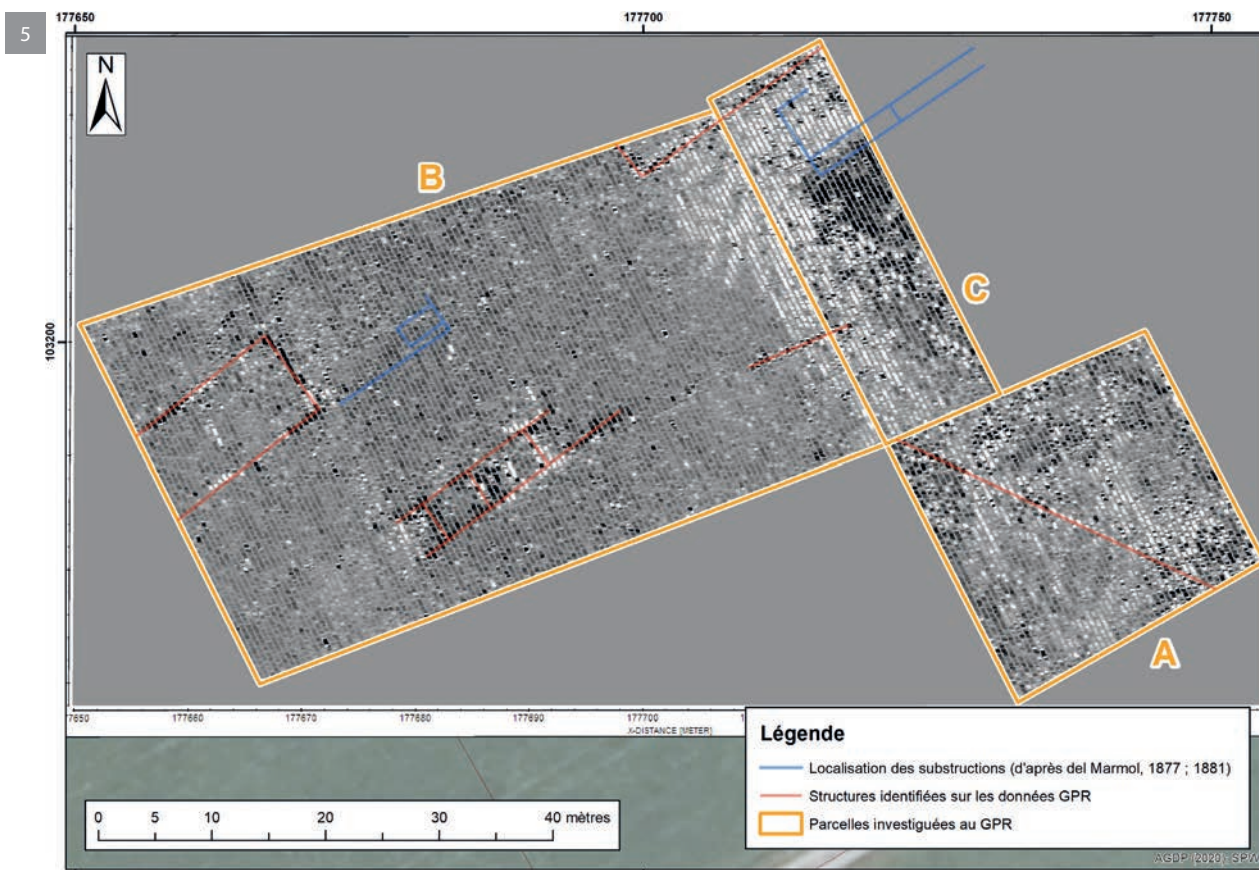 5
177650 177700 177750
N
B
C
103200
A
177650 177660 177670 177680 177690 177700
X-DISTANCE [METER]
Légende
Localisation des substructions (d'après del Marmol, 1877 ; 1881)
Structures identifiées sur les données GPR
Parcelles investiguées au GPR
0 5 10 20 30 40 mètres
AGDP (2020); SPW